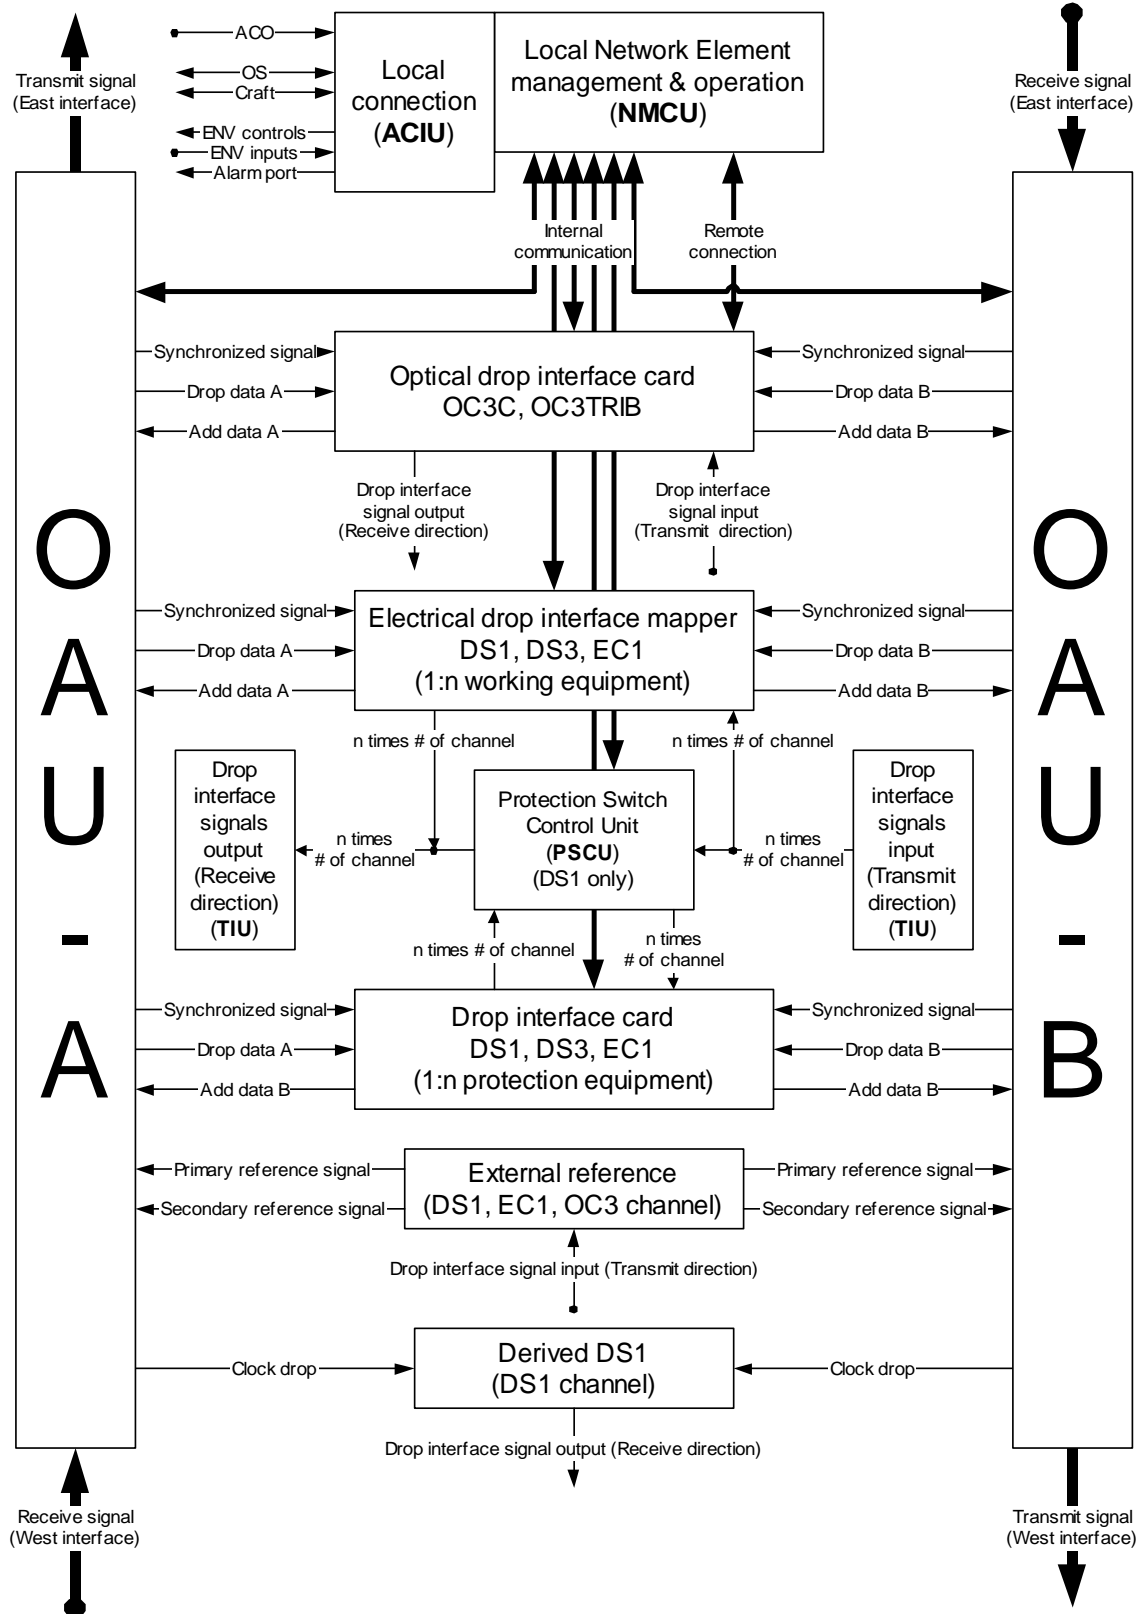 Transmit signal
(East interface)
ACO
OS
Craft
ENV controls
ENV inputs
Alarm port
Local
connection
(ACIU)
Local Network Element
management & operation
(NMCU)
Receive signal
(East interface)
Internal
communication
Remote
connection
Synchronized signal
Drop data A
Add data A
Optical drop interface card
OC3C, OC3TRIB
Synchronized signal
Drop data B
Add data B
Drop interface
signal output
(Receive direction)
Drop interface
signal input
(Transmit direction)
Synchronized signal
Drop data A
Add data A
Electrical drop interface mapper
DS1, DS3, EC1
(1:n working equipment)
Synchronized signal
Drop data B
Add data B
n times # of channel
n times # of channel
Drop
interface
signals
output
(Receive
direction)
(TIU)
n times
# of channel
Protection Switch
Control Unit
(PSCU)
(DS1 only)
n times
# of channel
Drop
interface
signals
input
(Transmit
direction)
(TIU)
n times # of channel
n times
# of channel
Synchronized signal
Drop data A
Add data B
Drop interface card
DS1, DS3, EC1
(1:n protection equipment)
Synchronized signal
Drop data B
Add data B
Primary reference signal
Secondary reference signal
External reference
(DS1, EC1, OC3 channel)
Primary reference signal
Secondary reference signal
Drop interface signal input (Transmit direction)
Clock drop
Derived DS1
(DS1 channel)
Clock drop
Drop interface signal output (Receive direction)
O
A
U
-
A
O
A
U
-
B
Receive signal
(West interface)
Transmit signal
(West interface)